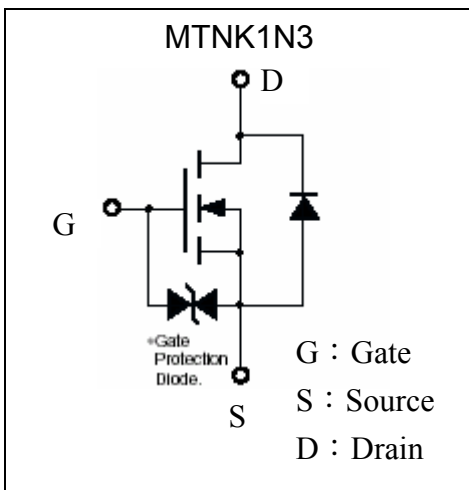 MTNK1N3
D
G
*Gate
Protection
Diode.
S
G：Gate
S：Source
D：Drain